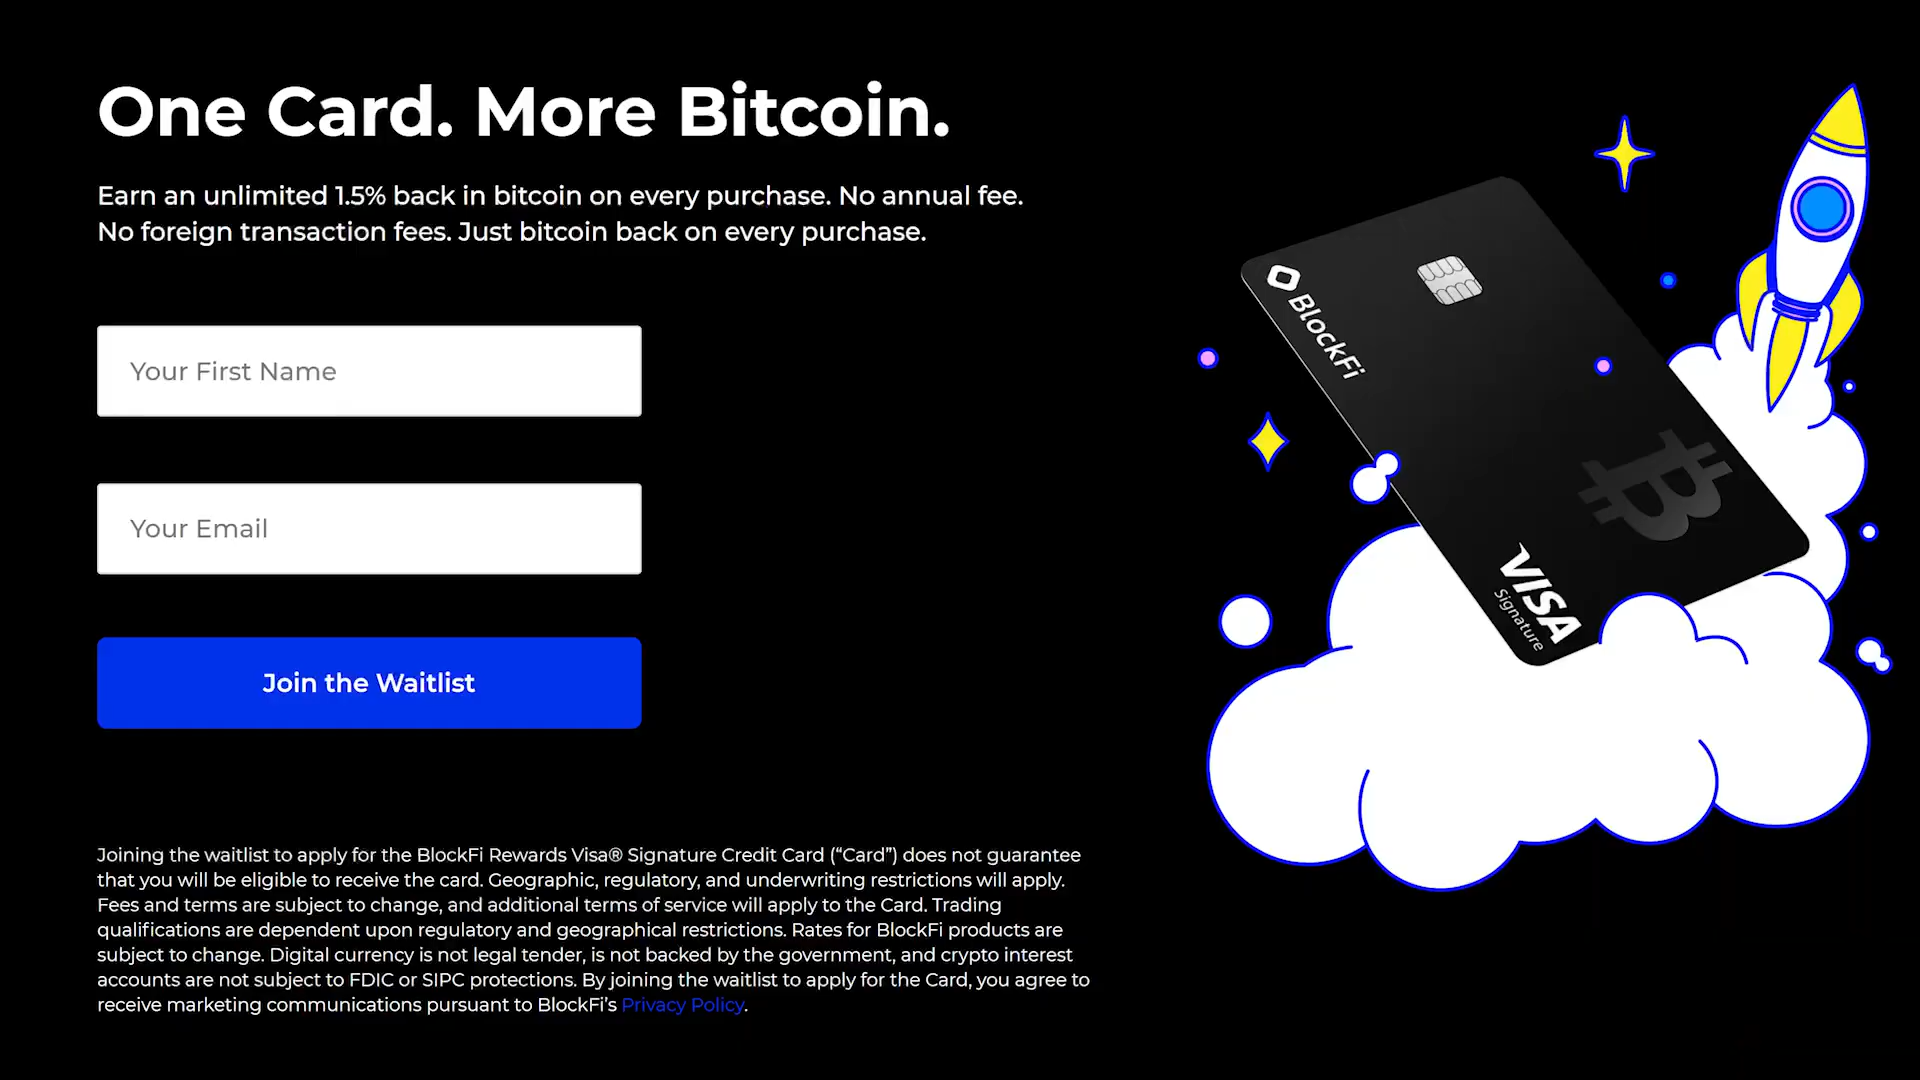 One Card. More Bitcoin.
Earn an unlimited 1.5% back in bitcoin on every purchase. No annual fee.
No foreign transaction fees. Just bitcoin back on every purchase.
Your First Name
Your Email
Join the Waitlist
Joining the waitlist to apply for the BlockFi Rewards Visa® Signature Credit Card (“Card”) does not guarantee
that you will be eligible to receive the card. Geographic, regulatory, and underwriting restrictions will apply.
Fees and terms are subject to change, and additional terms of service will apply to the Card. Trading
qualifications are dependent upon regulatory and geographical restrictions. Rates for BlockFi products are
subject to change. Digital currency is not legal tender, is not backed by the government, and crypto interest
accounts are not subject to FDIC or SIPC protections. By joining the waitlist to apply for the Card, you agree to
receive marketing communications pursuant to BlockFi’s Privacy Policy.
BlockFi
VISA
Signature